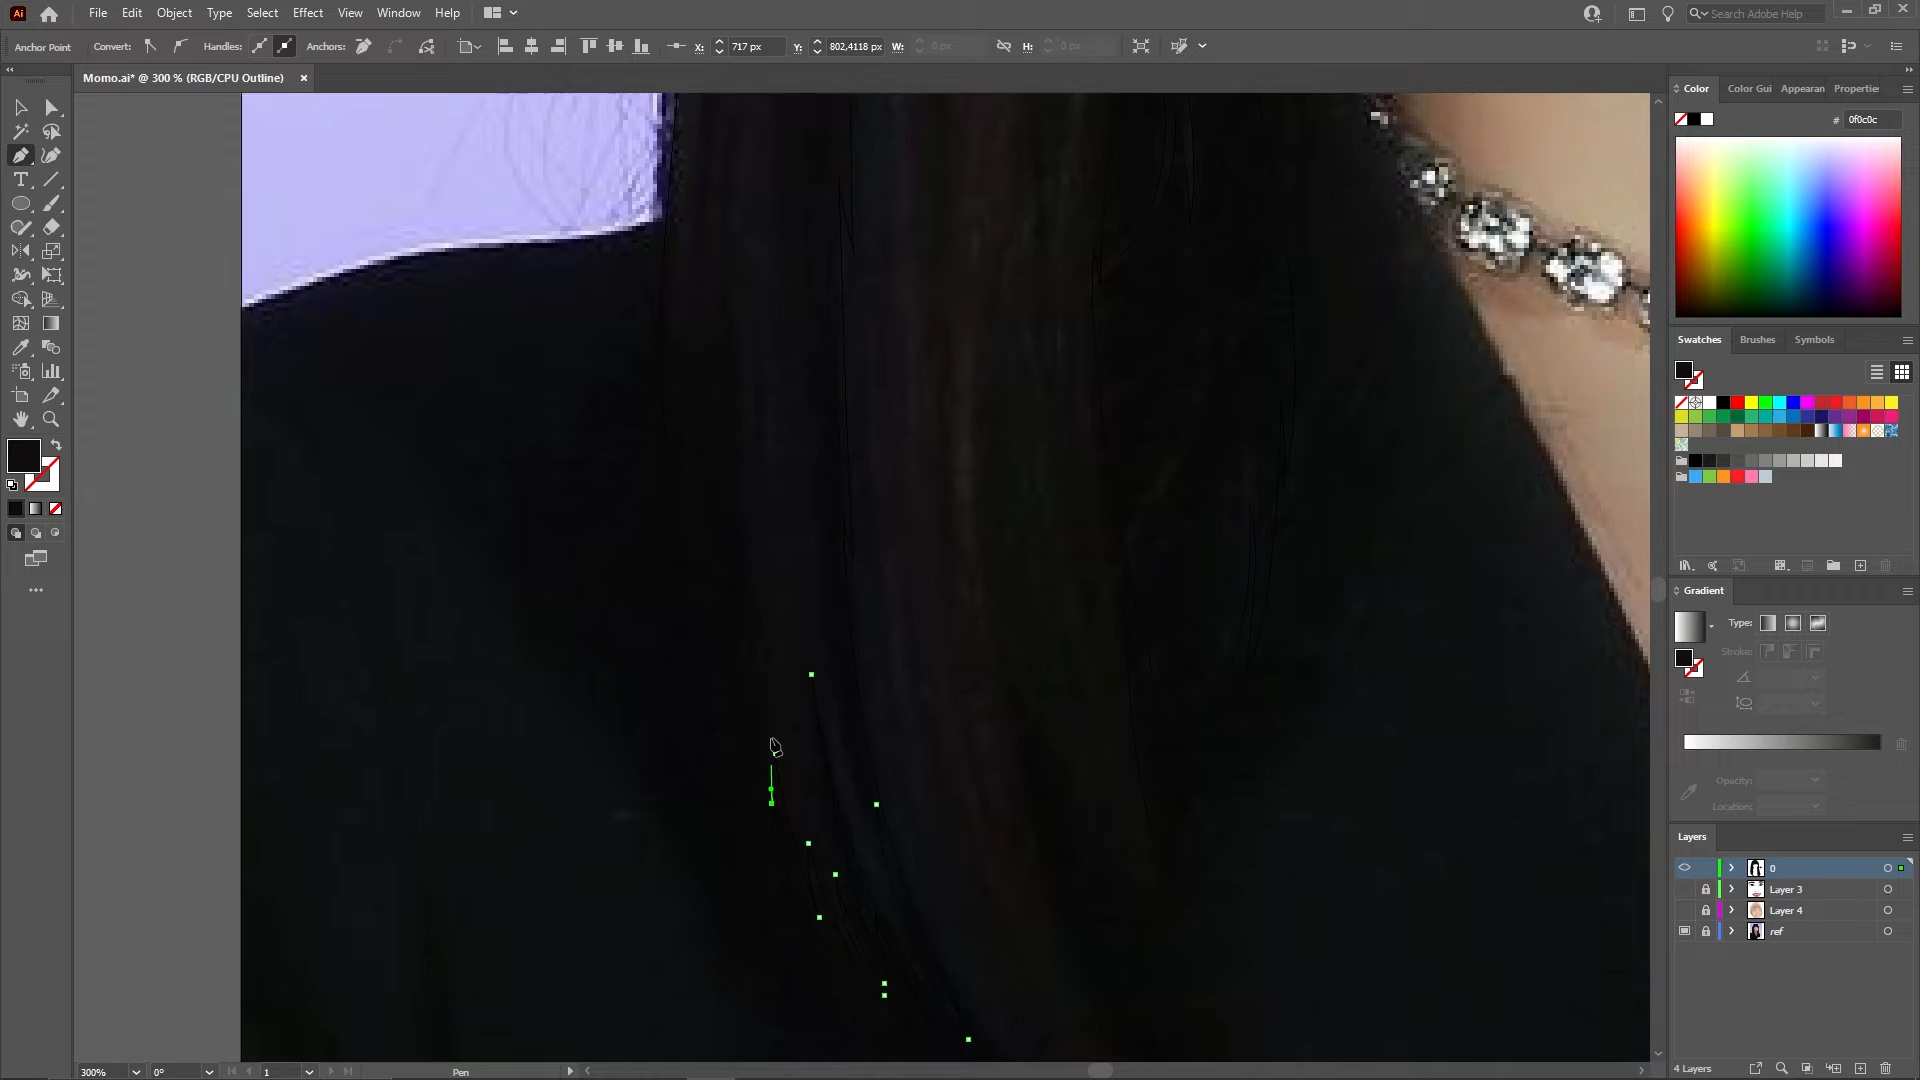 Ai File Edit Object Type Select Effect View Window Help Search Adobe Help
Anchor Point Convert: Handles: Anchors: X: 717 px Y: 802,4118 px W: 0 px H: 0 px
Momo.ai* @ 300 % (RGB/CPU Outline) ×
Color Color Gui Appearan Propertie
# 0f0c0c
Swatches Brushes Symbols
Gradient
Type:
Stroke:
Opacity:
Location:
Layers
0
Layer 3
Layer 4
ref
300% 0° 1 Pen 4 Layers